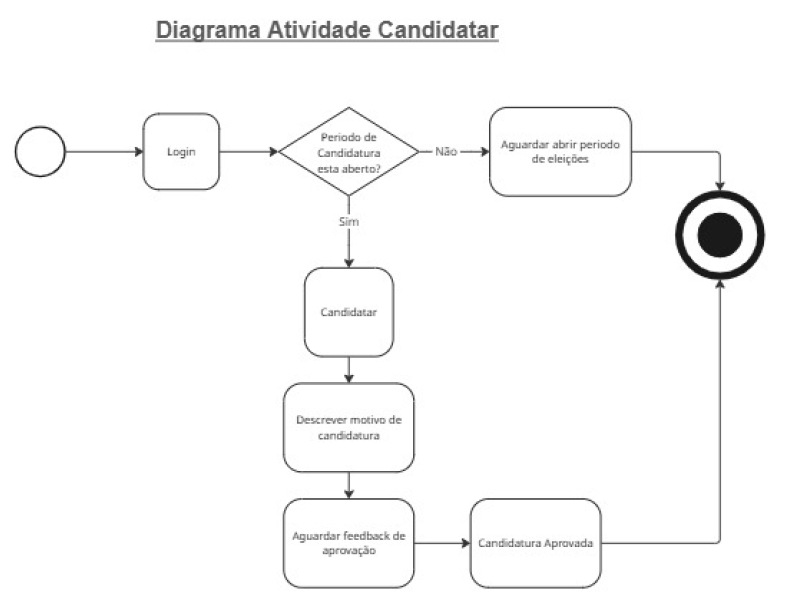 Diagrama Atividade Candidatar
Login
Periodo de
Candidatura
esta aberto?
Não
Aguardar abrir periodo
de eleições
Sim
Candidatar
Descrever motivo de
candidatura
Aguardar feedback de
aprovação
Candidatura Aprovada